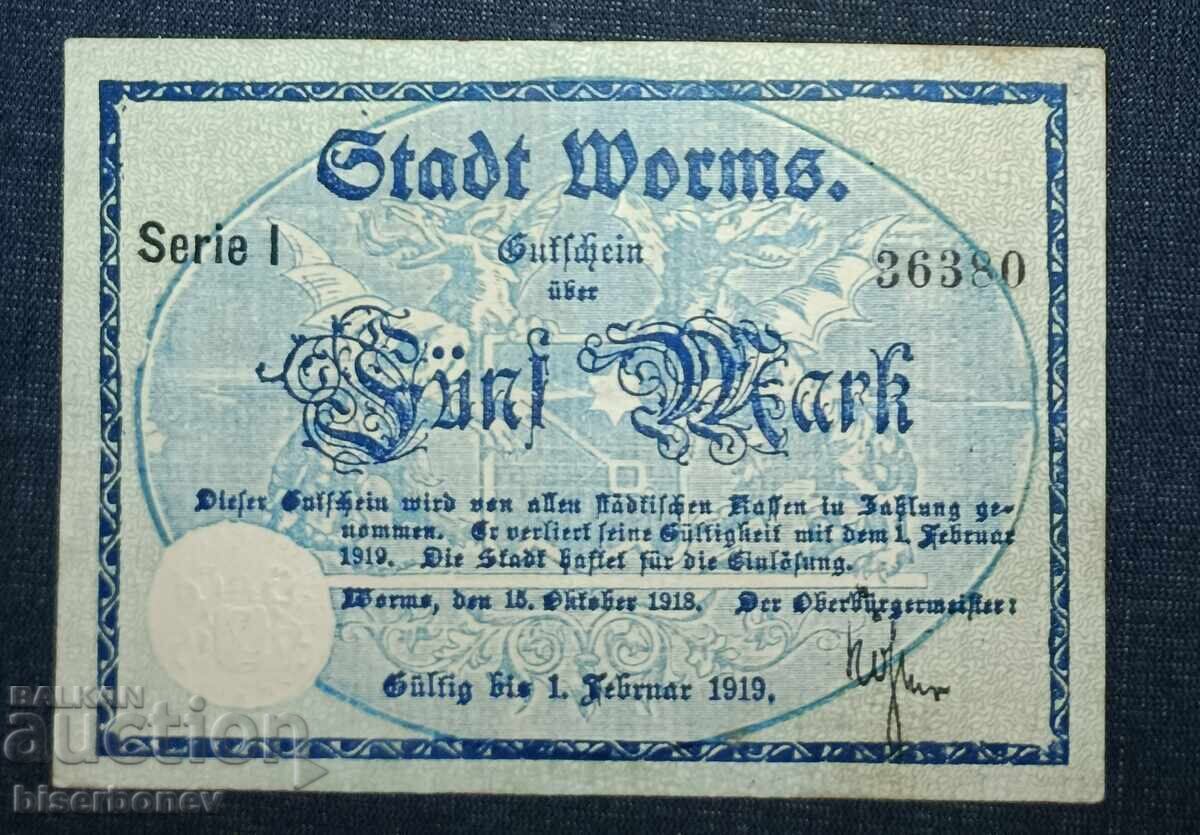 Stadt Worms.
Serie I
Gutschein
36380
über
Fünf Mark
Dieser Gutschein wird von allen städtischen Kassen in Zahlung ge-
nommen. Er verliert seine Gültigkeit mit dem 1. Februar
1919. Die Stadt haftet für die Einlösung.
Worms, den 15. Oktober 1918. Der Oberbürgermeister:
Köhler
Gültig bis 1. Februar 1919.
BALKAN
auction
biserbonev